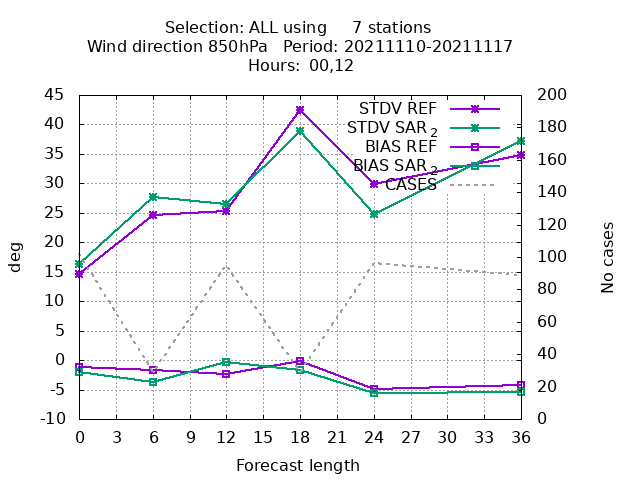 Selection: ALL using 7 stations
Wind direction 850hPa Period: 20211110-20211117
Hours: 00,12
45
40
35
30
25
20
15
10
5
0
-5
-10
deg
STDV REF
STDV SAR 2
BIAS REF
BIAS SAR 2
CASES
200
180
160
140
120
100
80
60
40
20
0
No cases
0 3 6 9 12 15 18 21 24 27 30 33 36
Forecast length